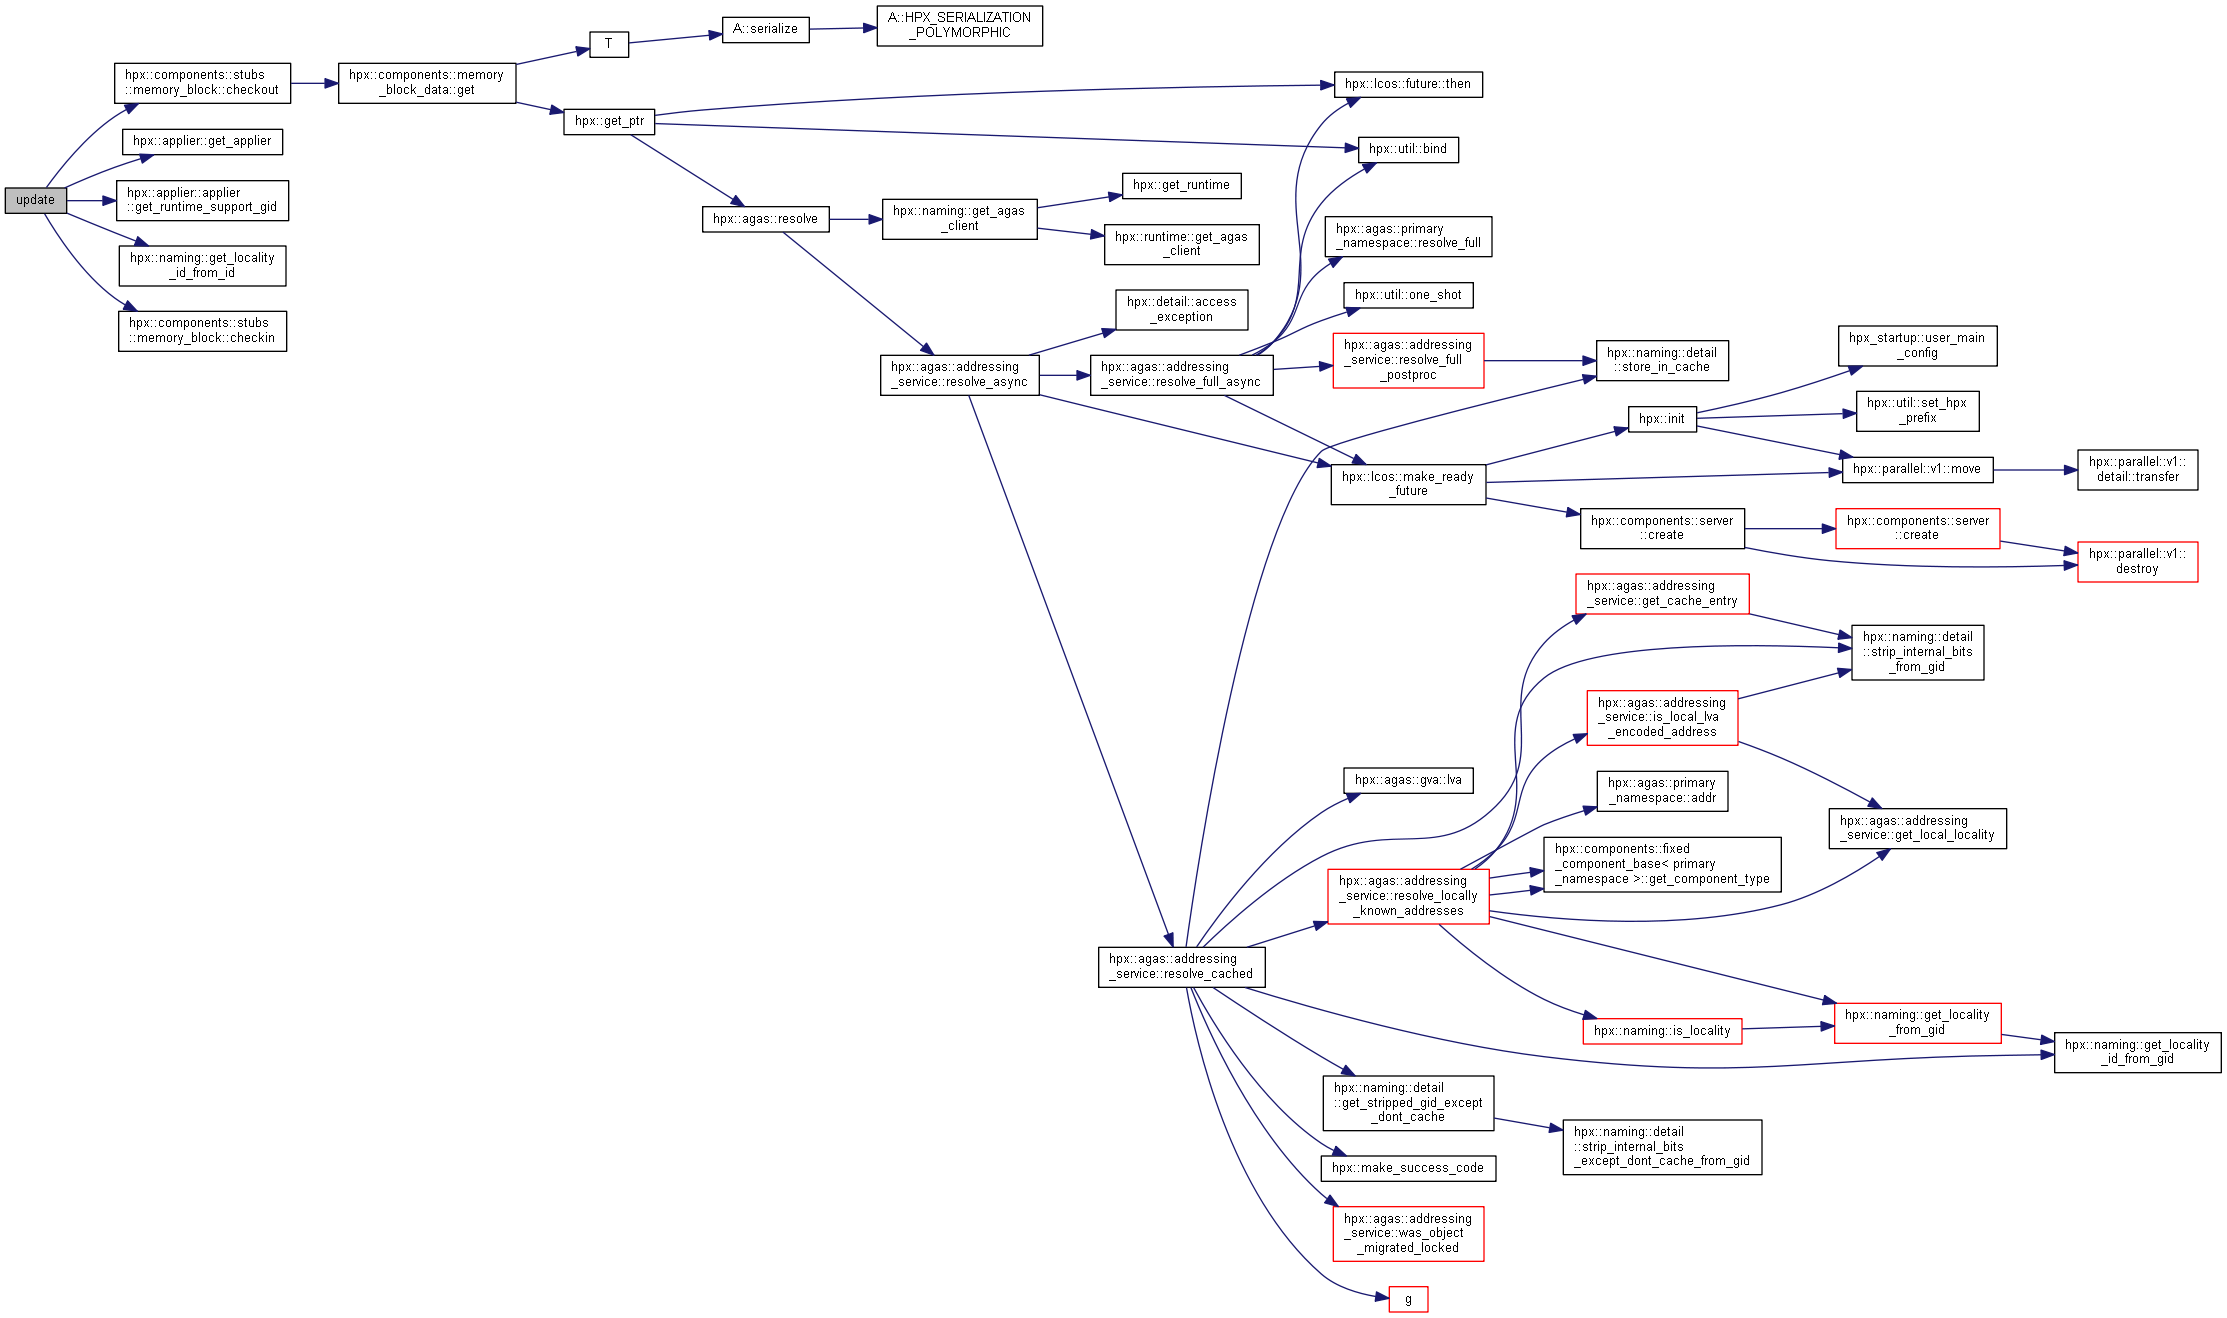 update
hpx::components::stubs
::memory_block::checkout
hpx::applier::get_applier
hpx::applier::applier
::get_runtime_support_gid
hpx::naming::get_locality
_id_from_id
hpx::components::stubs
::memory_block::checkin
hpx::components::memory
_block_data::get
T
A::serialize
A::HPX_SERIALIZATION
_POLYMORPHIC
hpx::get_ptr
hpx::agas::resolve
hpx::naming::get_agas
_client
hpx::get_runtime
hpx::runtime::get_agas
_client
hpx::agas::addressing
_service::resolve_async
hpx::detail::access
_exception
hpx::agas::addressing
_service::resolve_full_async
hpx::lcos::future::then
hpx::util::bind
hpx::agas::primary
_namespace::resolve_full
hpx::util::one_shot
hpx::agas::addressing
_service::resolve_full
_postproc
hpx::naming::detail
::store_in_cache
hpx::lcos::make_ready
_future
hpx::init
hpx_startup::user_main
_config
hpx::util::set_hpx
_prefix
hpx::parallel::v1::move
hpx::parallel::v1::
detail::transfer
hpx::components::server
::create
hpx::components::server
::create
hpx::parallel::v1::
destroy
hpx::agas::addressing
_service::resolve_cached
hpx::agas::addressing
_service::get_cache_entry
hpx::naming::detail
::strip_internal_bits
_from_gid
hpx::agas::addressing
_service::is_local_lva
_encoded_address
hpx::agas::gva::lva
hpx::agas::primary
_namespace::addr
hpx::agas::addressing
_service::get_local_locality
hpx::components::fixed
_component_base< primary
_namespace >::get_component_type
hpx::agas::addressing
_service::resolve_locally
_known_addresses
hpx::naming::is_locality
hpx::naming::get_locality
_from_gid
hpx::naming::get_locality
_id_from_gid
hpx::naming::detail
::get_stripped_gid_except
_dont_cache
hpx::naming::detail
::strip_internal_bits
_except_dont_cache_from_gid
hpx::make_success_code
hpx::agas::addressing
_service::was_object
_migrated_locked
g